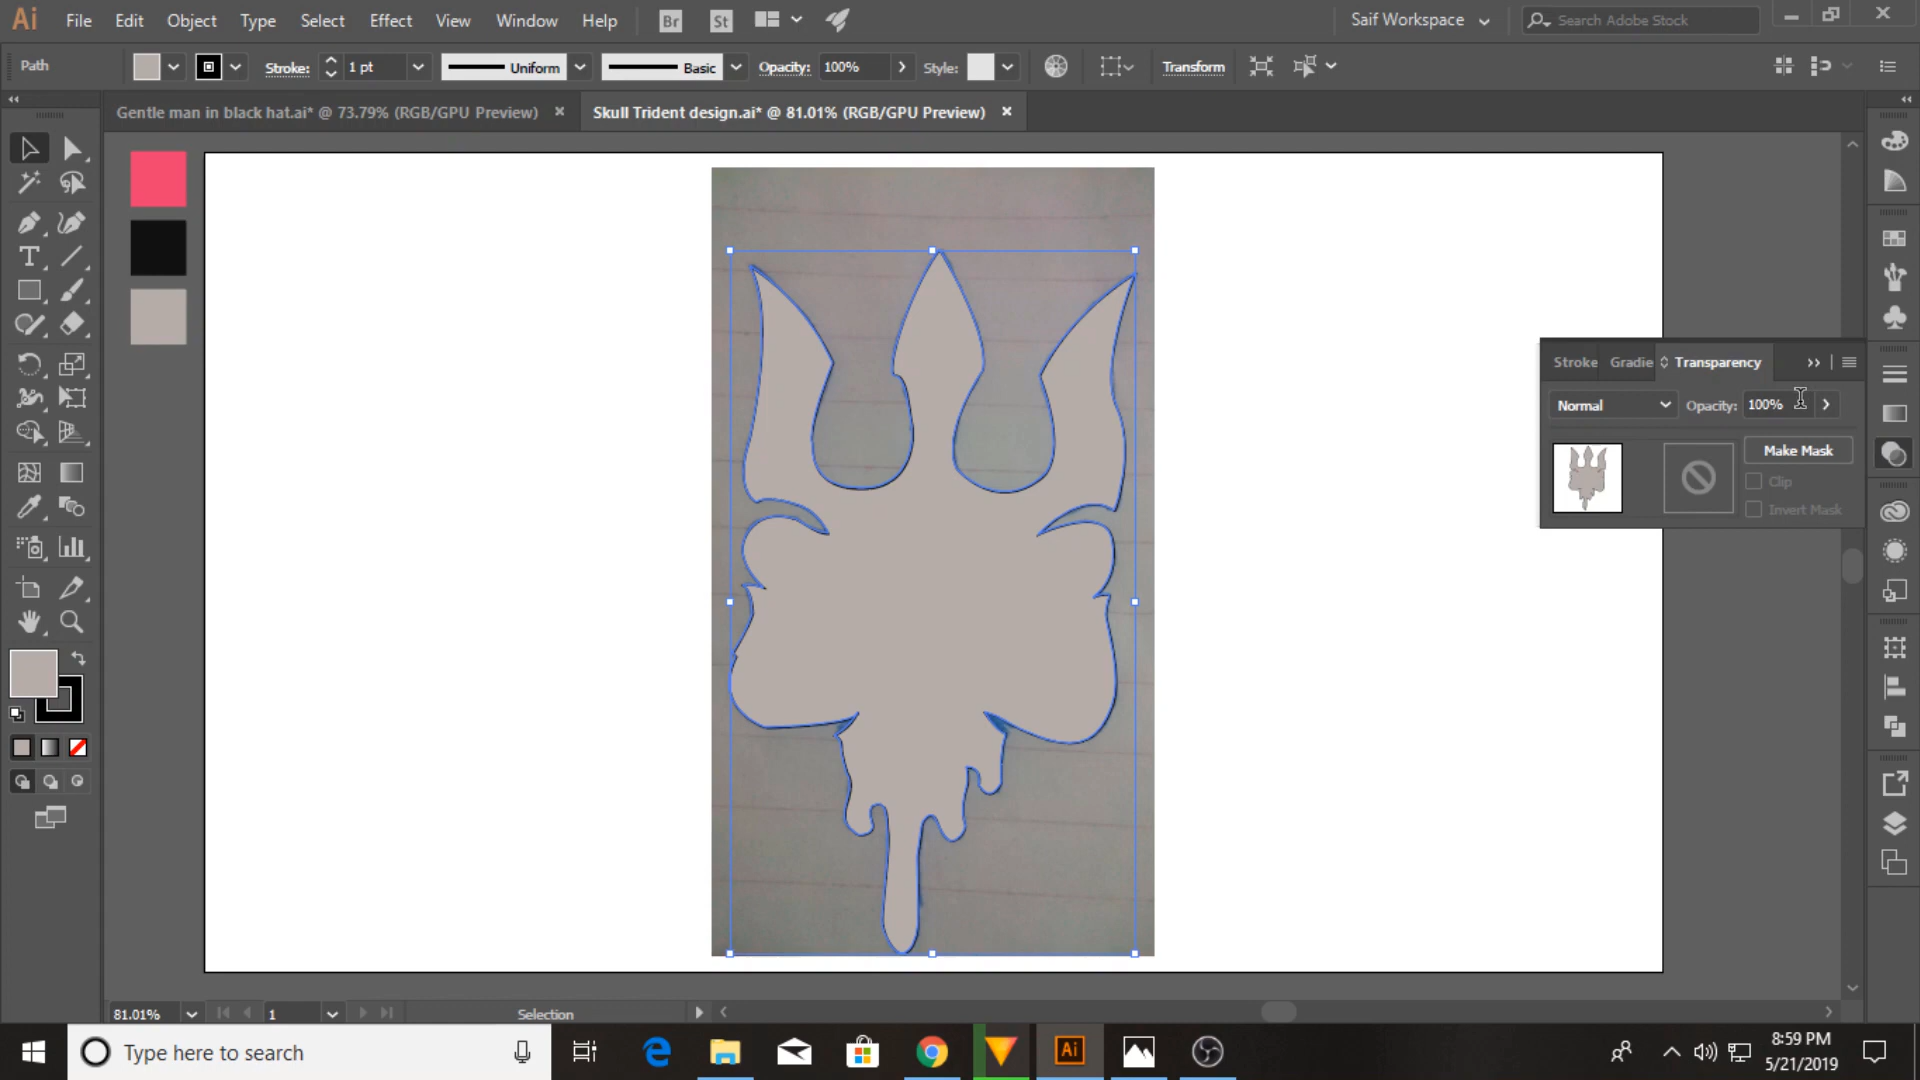 Ai File Edit Object Type Select Effect View Window Help Br St Saif Workspace Search Adobe Stock
Path Stroke: 1 pt Uniform Basic Opacity: 100% Style: Transform
Gentle man in black hat.ai* @ 73.79% (RGB/GPU Preview) Skull Trident design.ai* @ 81.01% (RGB/GPU Preview)
Stroke Gradie Transparency
Normal Opacity: 100%
Make Mask
Clip
Invert Mask
81.01% 1 Selection
Type here to search Ai 8:59 PM
5/21/2019